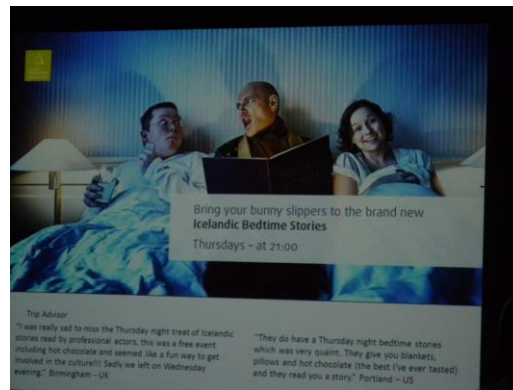 Bring your bunny slippers to the brand new
Icelandic Bedtime Stories
Thursdays – at 21:00
Trip Advisor
"I was really sad to miss the Thursday night treat of Icelandic
stories read by professional actors, this was a free event
including hot chocolate and seemed like a fun way to get
involved in the culture!!! Sadly we left on Wednesday
evening." Birmingham - UK
"They do have a Thursday night bedtime stories
which was very quaint. They give you blankets,
pillows and hot chocolate (the best I've ever tasted)
and they read you a story." Portland – US